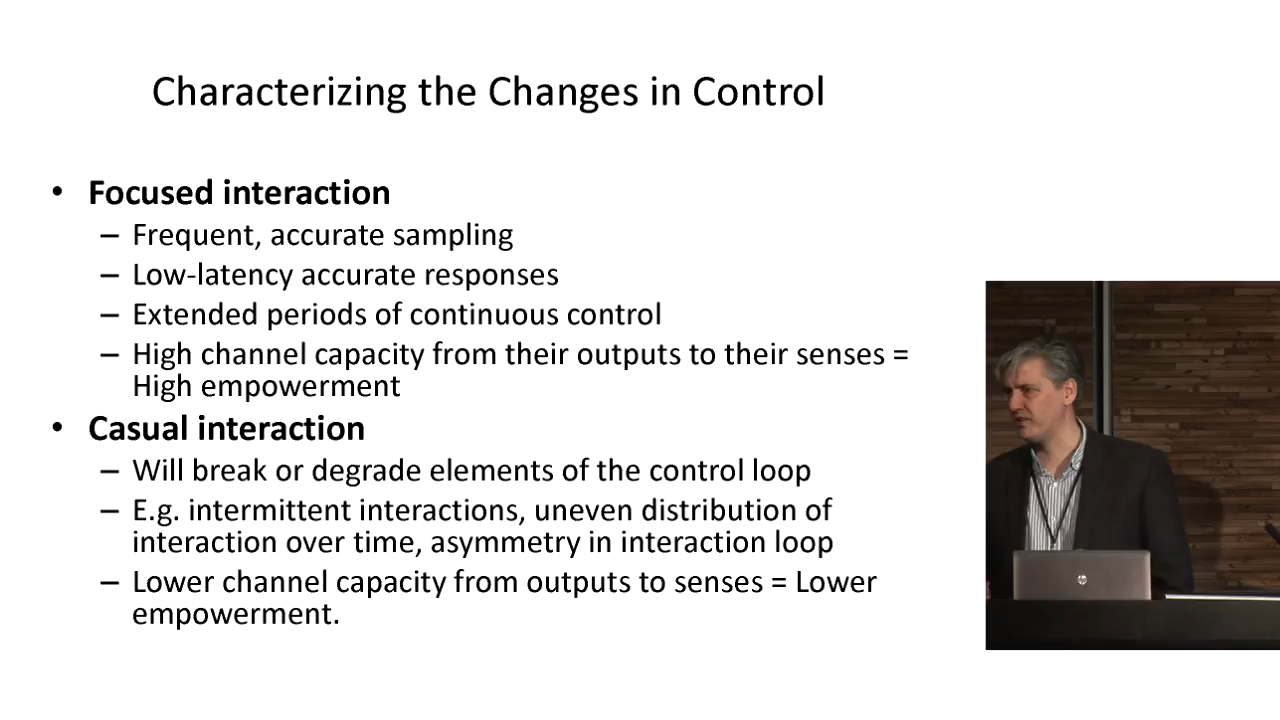 Characterizing the Changes in Control
• Focused interaction
– Frequent, accurate sampling
– Low-latency accurate responses
– Extended periods of continuous control
– High channel capacity from their outputs to their senses =
High empowerment
• Casual interaction
– Will break or degrade elements of the control loop
– E.g. intermittent interactions, uneven distribution of
interaction over time, asymmetry in interaction loop
– Lower channel capacity from outputs to senses = Lower
empowerment.
hp